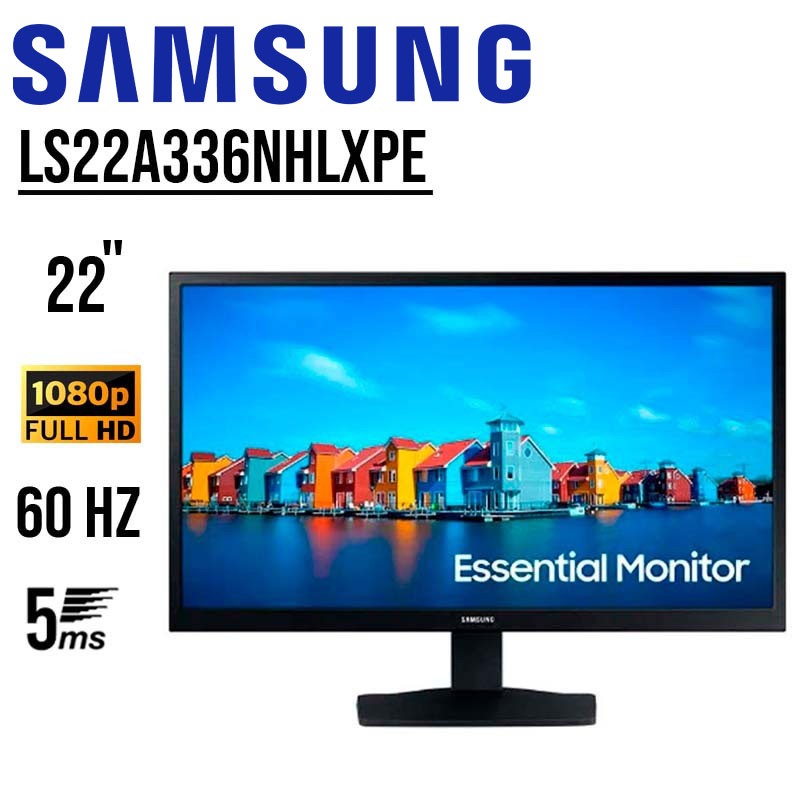 SAMSUNG
LS22A336NHLXPE
22"
1080p
FULL HD
60 HZ
5ms
Essential Monitor
SAMSUNG